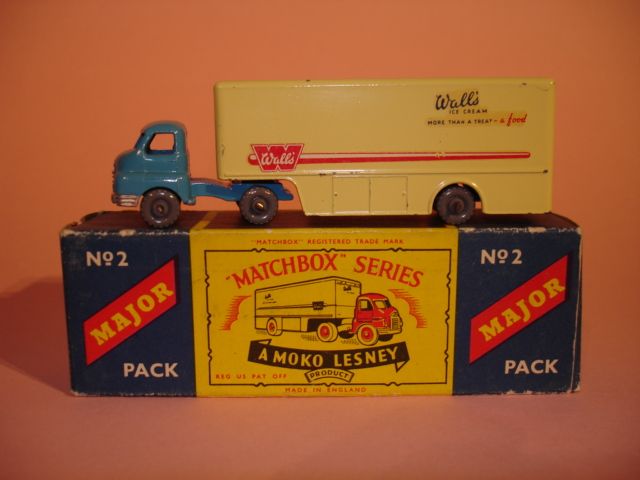 Wall's
ICE CREAM
MORE THAN A TREAT - a food
Wall's
"MATCHBOX" REGISTERED TRADE MARK
Nº2
MAJOR
PACK
"MATCHBOX" SERIES
A MOKO LESNEY
PRODUCT
REG US PAT OFF
MADE IN ENGLAND
Nº2
MAJOR
PACK